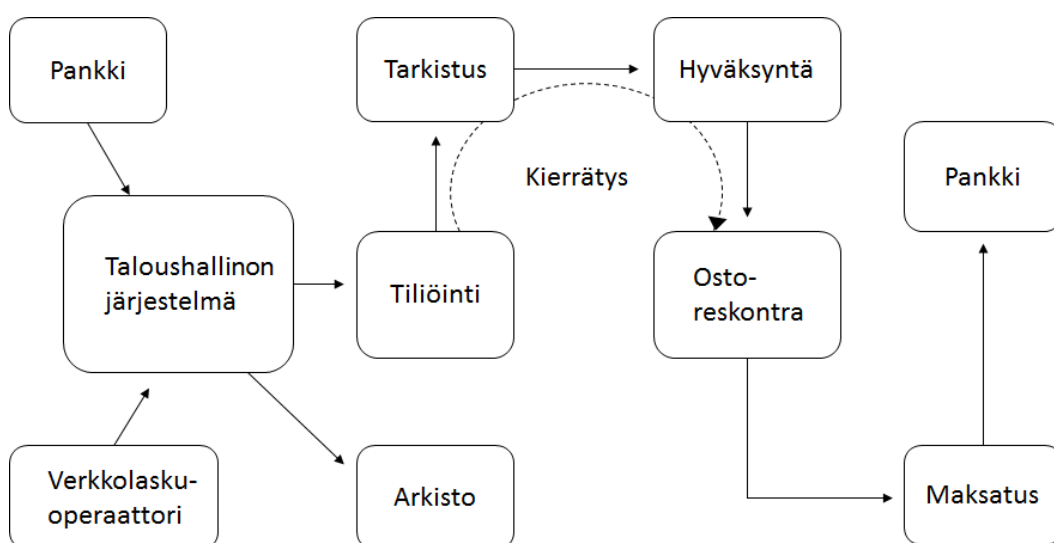 Pankki
Tarkistus
Hyväksyntä
Kierrätys
Pankki
Taloushallinon
järjestelmä
Tiliöinti
Osto-
reskontra
Verkkolasku-
operaattori
Arkisto
Maksatus